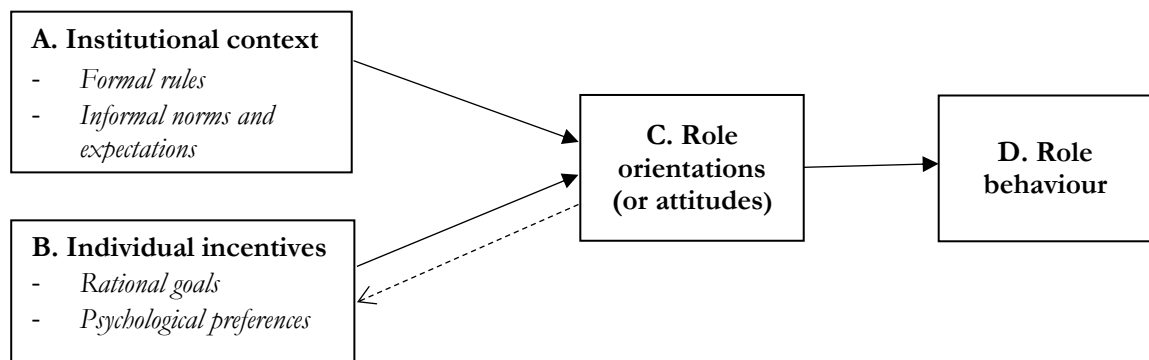 A. Institutional context
- Formal rules
- Informal norms and
expectations
B. Individual incentives
- Rational goals
- Psychological preferences
C. Role
orientations
(or attitudes)
D. Role
behaviour